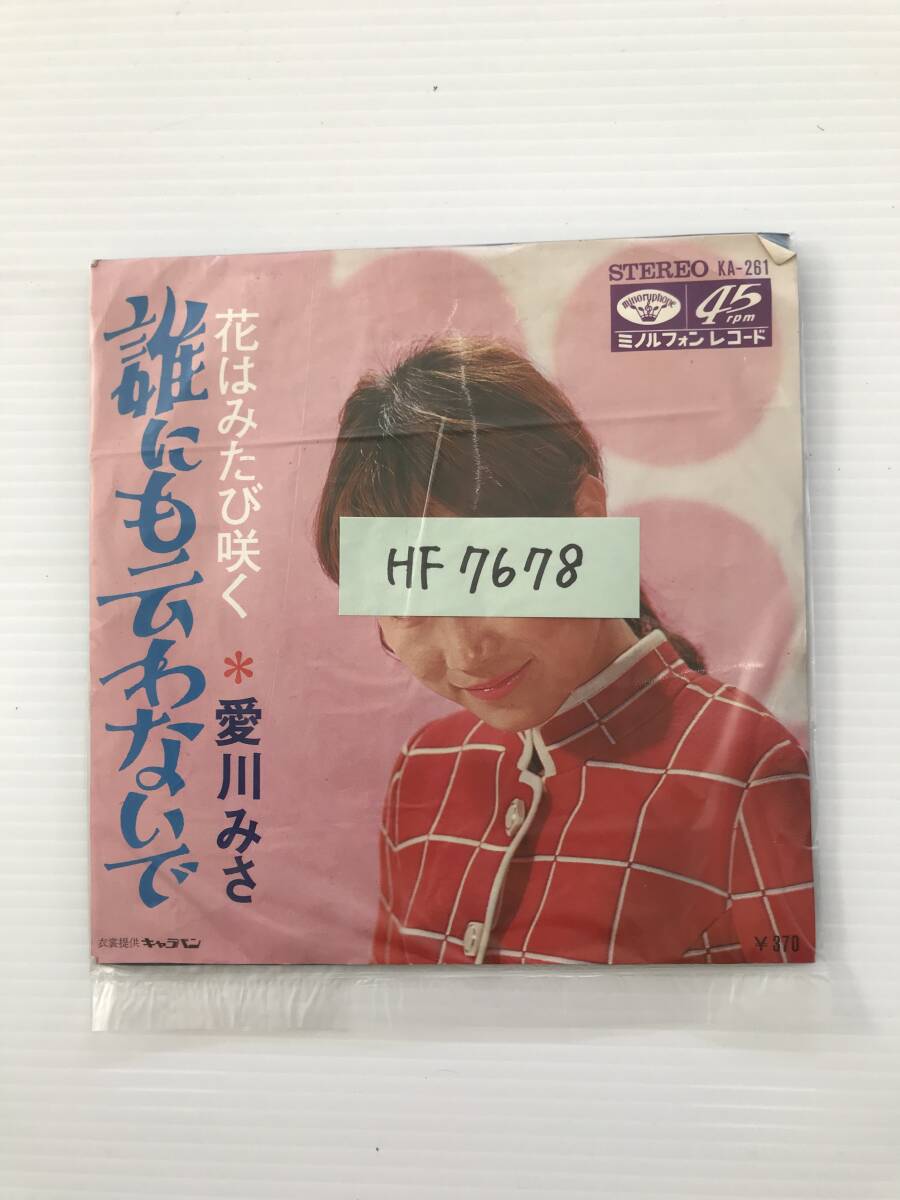 STEREO KA-261
minoryphone
45 rpm
ミノルフォン レコード
誰にも云わないで
花はみたび咲く
*愛川みさ
HF 7678
衣裳提供 キャラバン
¥370